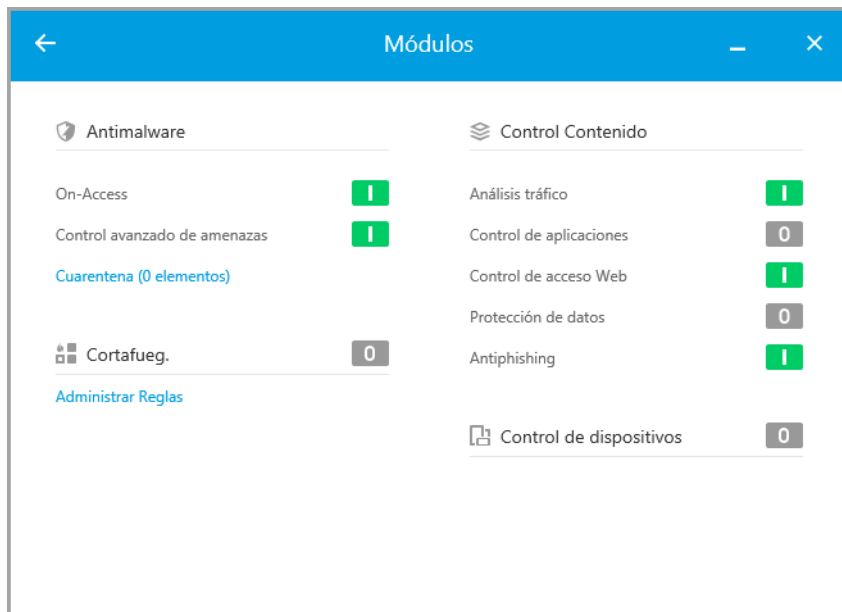 Módulos
Antimalware
On-Access I
Control avanzado de amenazas I
Cuarentena (0 elementos)
Cortafueg. 0
Administrar Reglas
Control Contenido
Análisis tráfico I
Control de aplicaciones 0
Control de acceso Web I
Protección de datos 0
Antiphishing I
Control de dispositivos 0